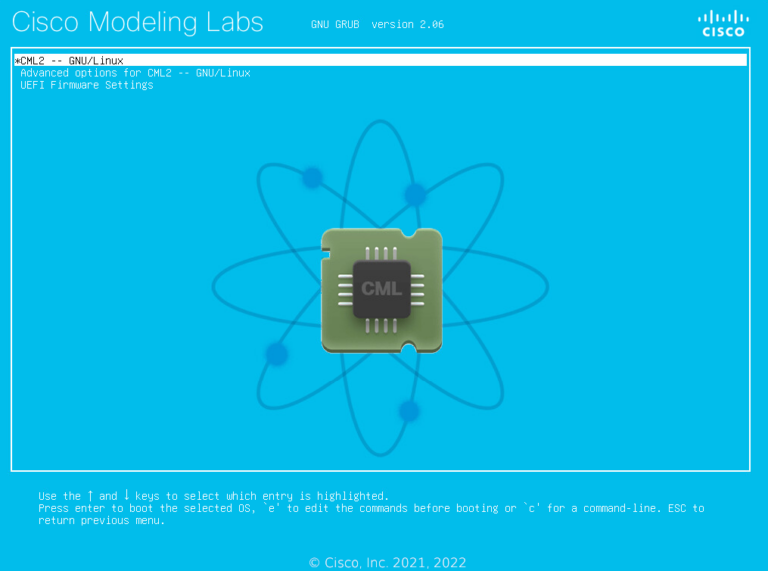 Cisco Modeling Labs
GNU GRUB version 2.06
CISCO
*CML2 -- GNU/Linux
Advanced options for CML2 -- GNU/Linux
UEFI Firmware Settings
CML
Use the ↑ and ↓ keys to select which entry is highlighted.
Press enter to boot the selected OS, `e' to edit the commands before booting or `c' for a command-line. ESC to
return previous menu.
© Cisco, Inc. 2021, 2022